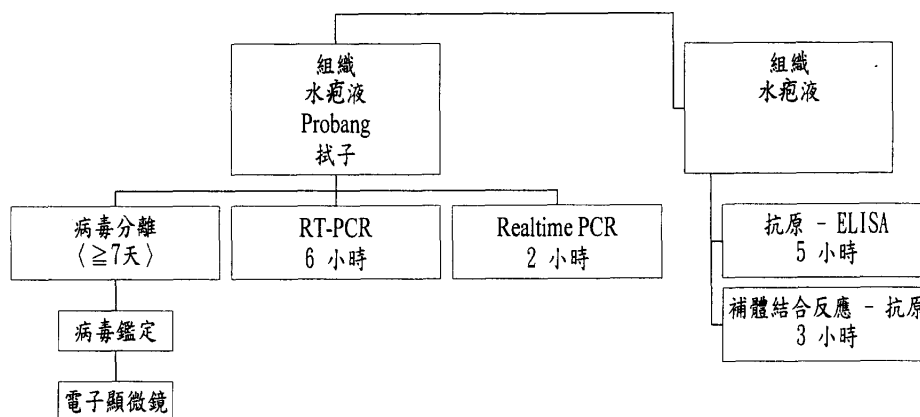 組織
水疱液
Probang
拭子
組織
水疱液
病毒分離
〈≧7天〉
RT-PCR
6 小時
Realtime PCR
2 小時
抗原 - ELISA
5 小時
補體結合反應 - 抗原
3 小時
病毒鑑定
電子顯微鏡